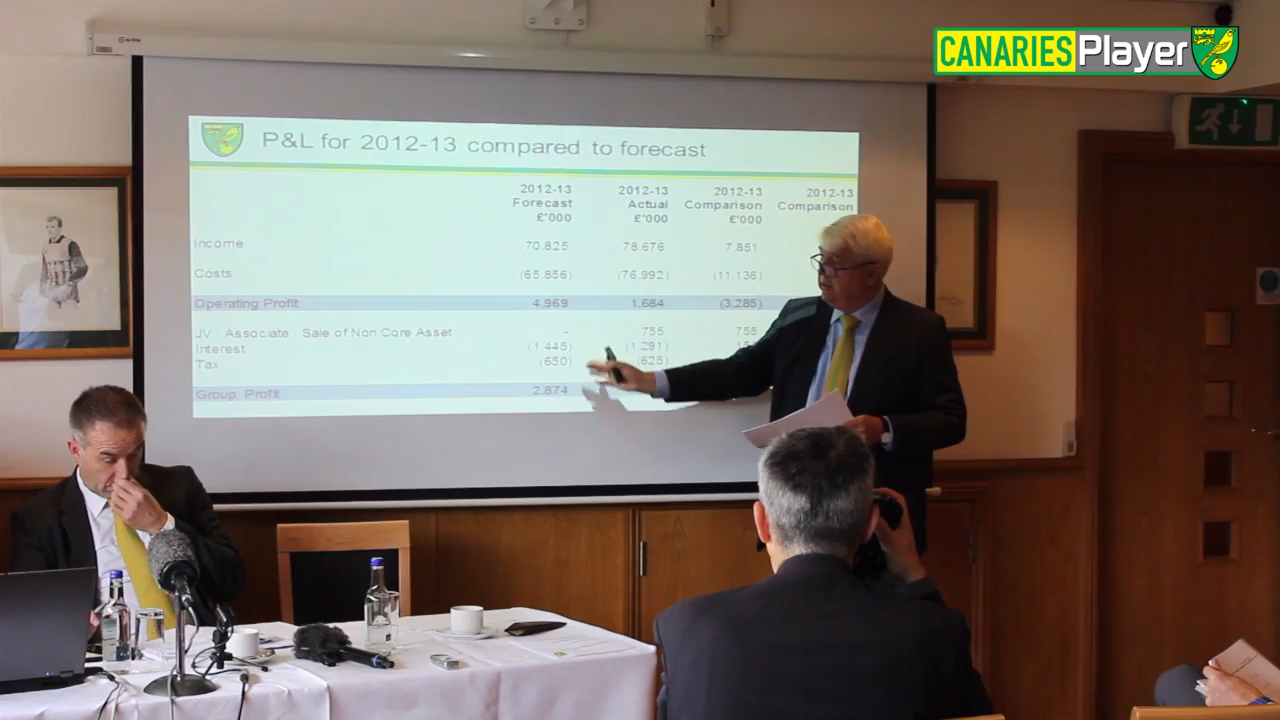 CANARIES Player
P&L for 2012-13 compared to forecast
2012-13 2012-13 2012-13 2012-13
Forecast Actual Comparison Comparison
£'000 £'000 £'000
Income 70,825 78,676 7,851
Costs (65,856) (76,992) (11,136)
Operating Profit 4,969 1,684 (3,285)
JV / Associate / Sale of Non Core Asset - 755 755
Interest (1,445) (1,291)
Tax (650) (625)
Group Profit 2,874